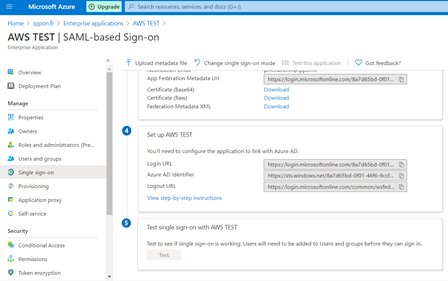 Microsoft Azure
Upgrade
Search resources, services, and docs (G+/)
Home > ippon.fr > Enterprise applications > AWS TEST >
AWS TEST | SAML-based Sign-on
Enterprise Application
Upload metadata file
Change single sign-on mode
Test this application
Got feedback?
Overview
Deployment Plan
Manage
Properties
Owners
Roles and administrators (Pre...
Users and groups
Single sign-on
Provisioning
Application proxy
Self-service
Security
Conditional Access
Permissions
Token encryption
App Federation Metadata Url
https://login.microsoftonline.com/8a7d65bd-0f01...
Certificate (Base64)
Download
Certificate (Raw)
Download
Federation Metadata XML
Download
4
Set up AWS TEST
You'll need to configure the application to link with Azure AD.
Login URL
https://login.microsoftonline.com/8a7d65bd-0f01...
Azure AD Identifier
https://sts.windows.net/8a7d65bd-0f01-46f6-9ccf...
Logout URL
https://login.microsoftonline.com/common/wsfed...
View step-by-step instructions
5
Test single sign-on with AWS TEST
Test to see if single sign-on is working. Users will need to be added to Users and groups before they can sign in.
Test